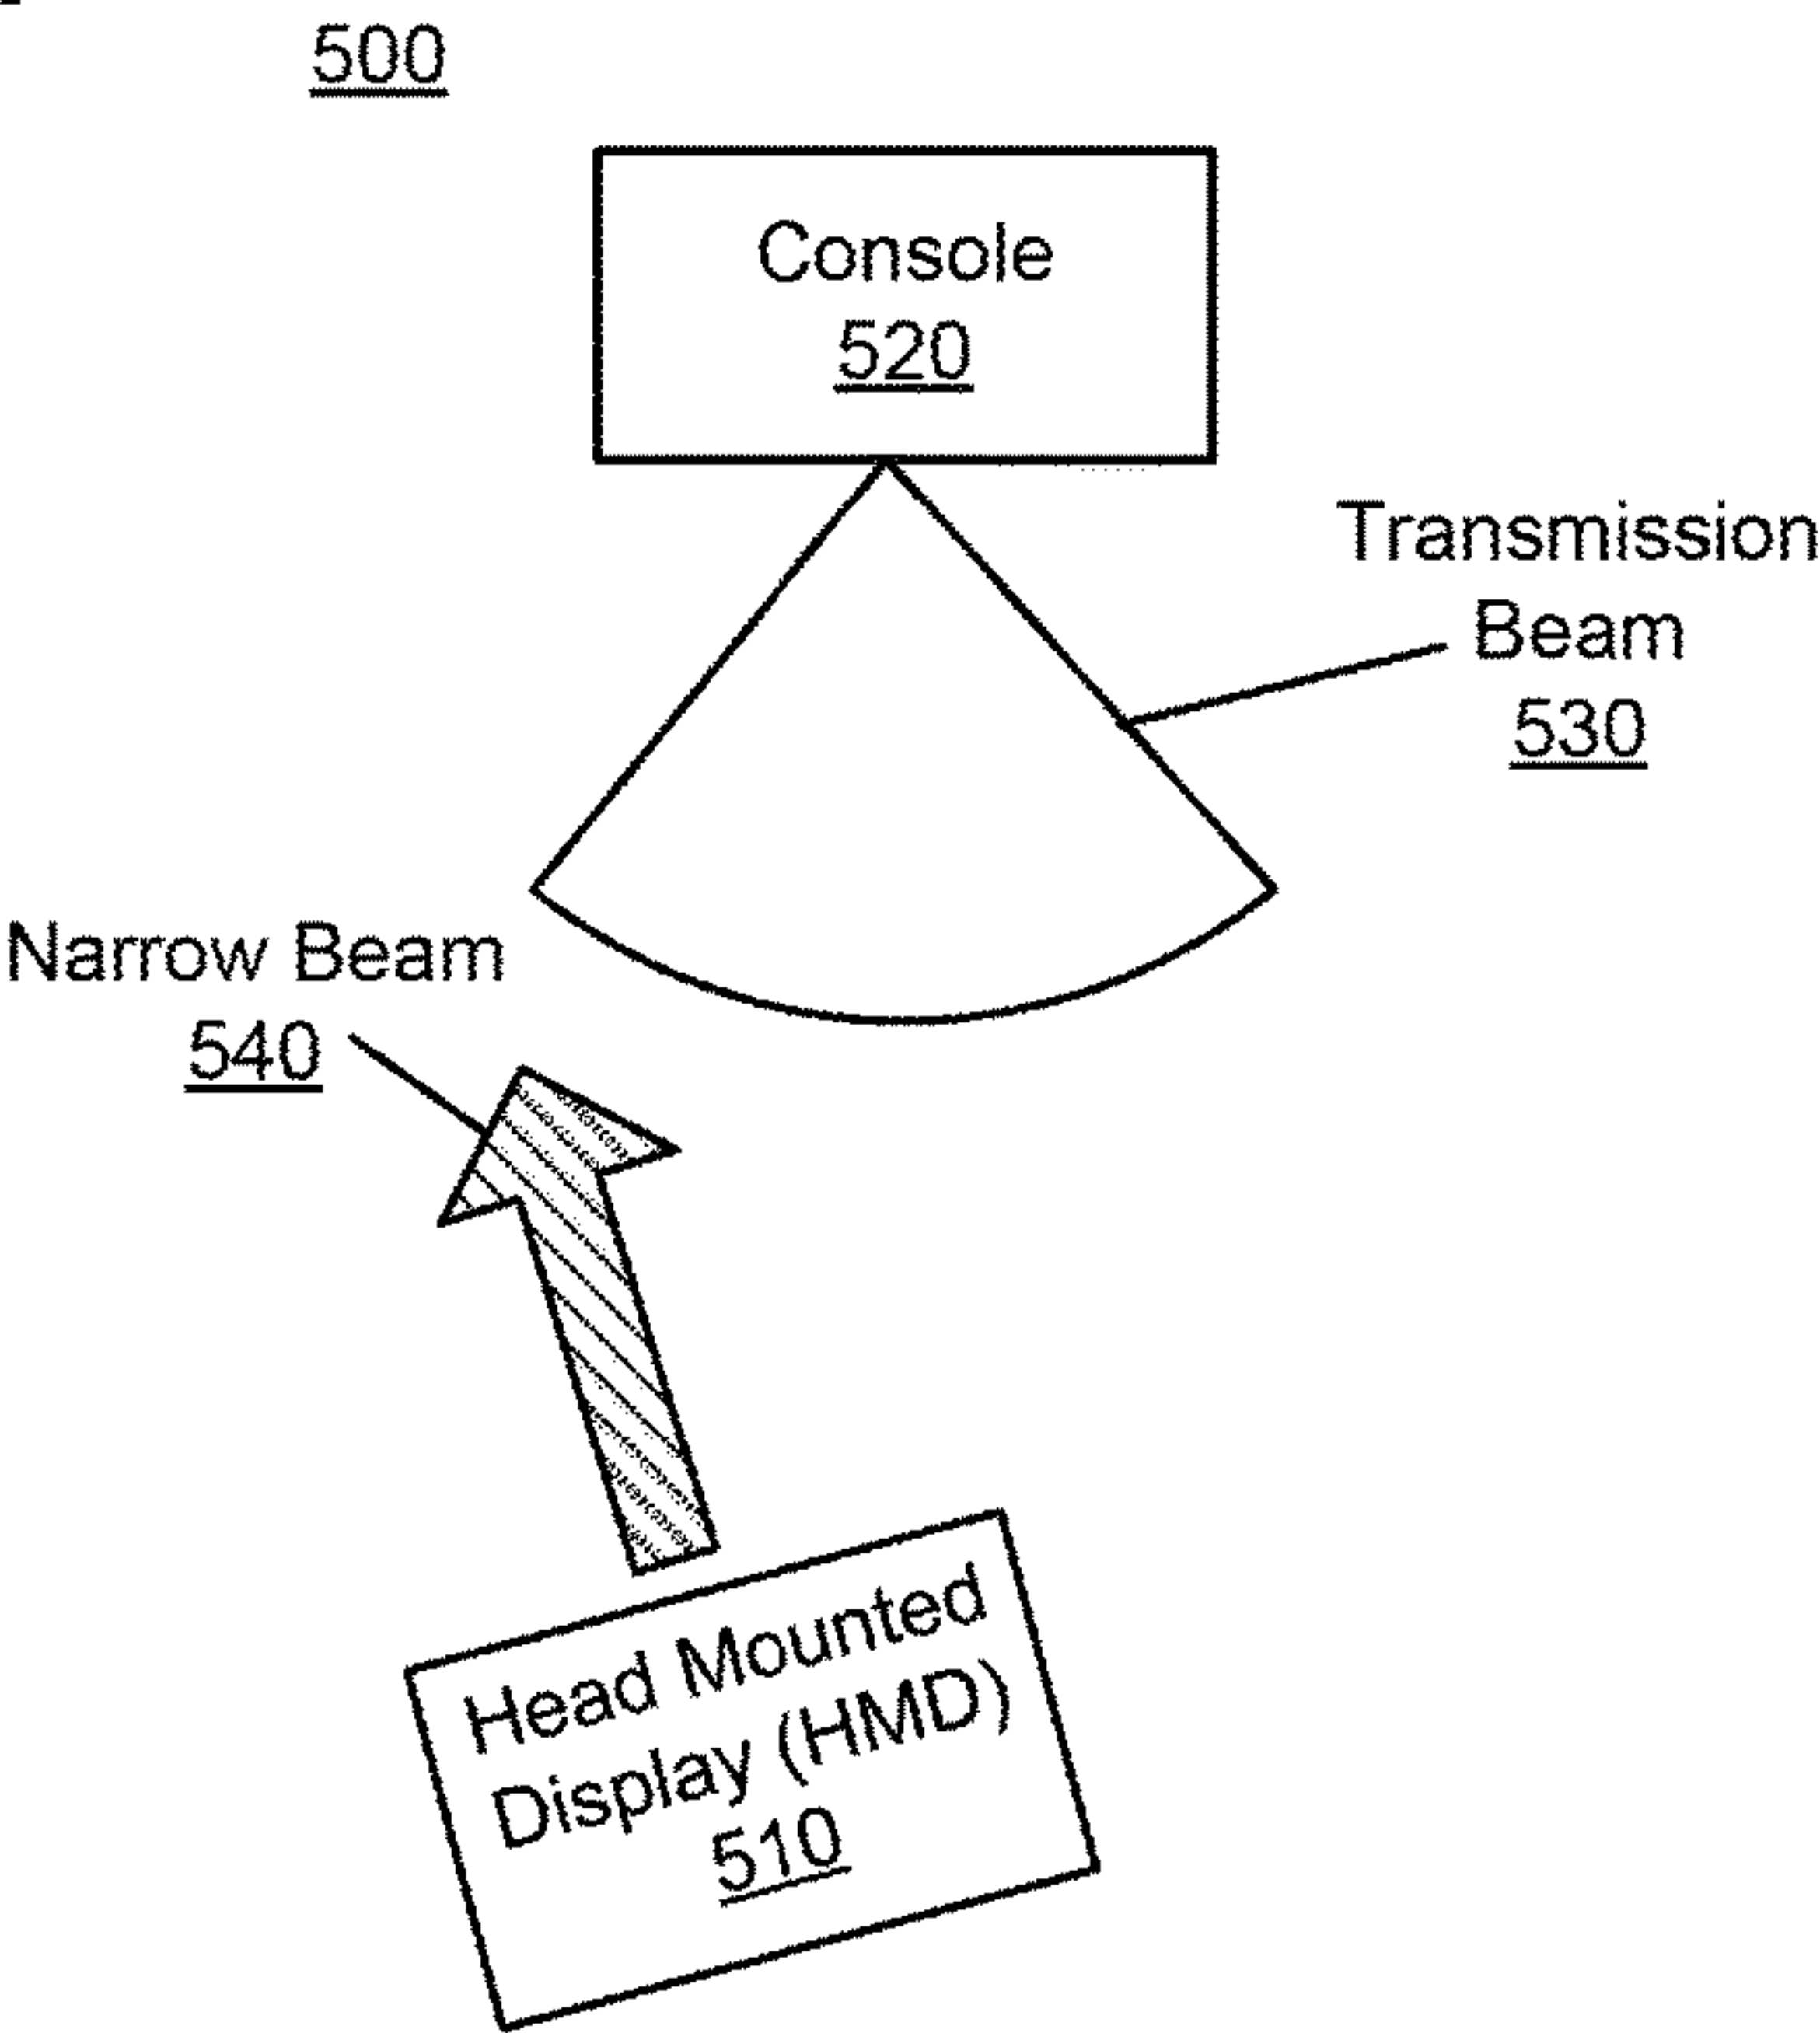 500
Console
520
Transmission
Beam
530
Narrow Beam
540
Head Mounted
Display (HMD)
510